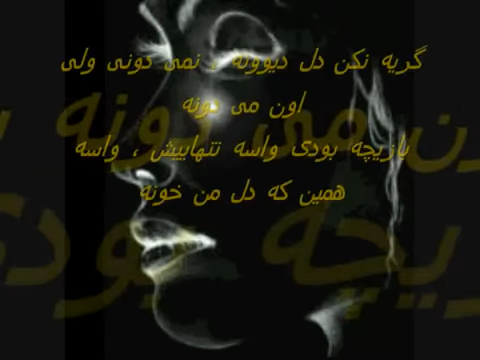 گریه نکن دل دیوونه ، نمی دونی ولی
اون می دونه
بازیچه بودی واسه تنهاییش ، واسه
همین که دل من خونه